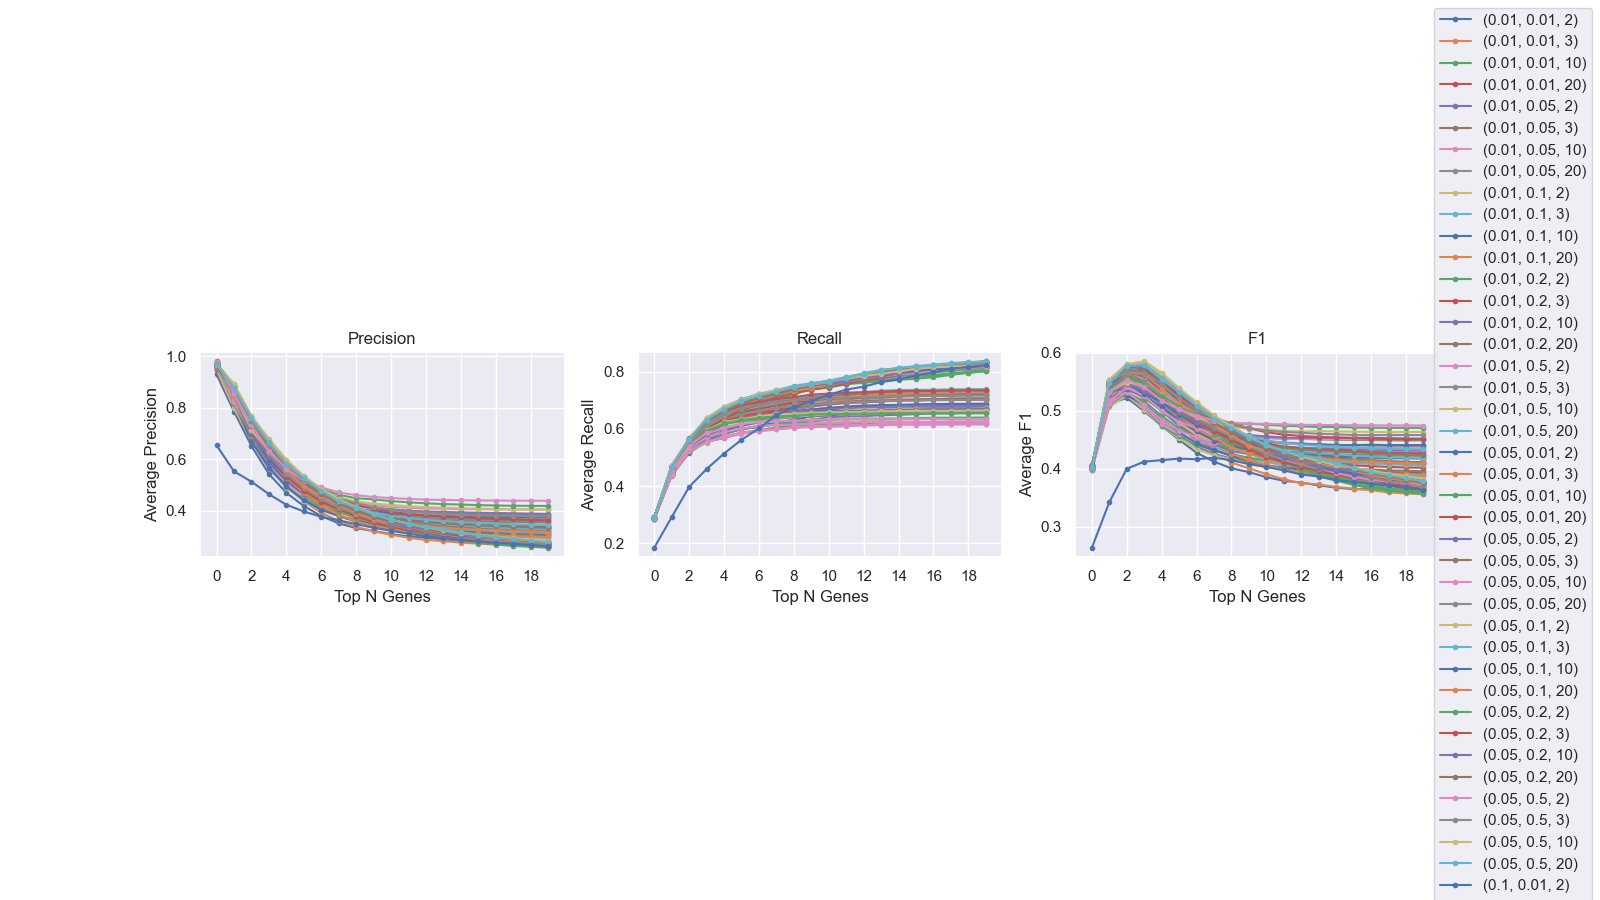 Precision
Average Precision
1.0
0.8
0.6
0.4
0 2 4 6 8 10 12 14 16 18
Top N Genes
Recall
Average Recall
0.8
0.6
0.4
0.2
0 2 4 6 8 10 12 14 16 18
Top N Genes
F1
Average F1
0.6
0.5
0.4
0.3
0 2 4 6 8 10 12 14 16 18
Top N Genes
(0.01, 0.01, 2)
(0.01, 0.01, 3)
(0.01, 0.01, 10)
(0.01, 0.01, 20)
(0.01, 0.05, 2)
(0.01, 0.05, 3)
(0.01, 0.05, 10)
(0.01, 0.05, 20)
(0.01, 0.1, 2)
(0.01, 0.1, 3)
(0.01, 0.1, 10)
(0.01, 0.1, 20)
(0.01, 0.2, 2)
(0.01, 0.2, 3)
(0.01, 0.2, 10)
(0.01, 0.2, 20)
(0.01, 0.5, 2)
(0.01, 0.5, 3)
(0.01, 0.5, 10)
(0.01, 0.5, 20)
(0.05, 0.01, 2)
(0.05, 0.01, 3)
(0.05, 0.01, 10)
(0.05, 0.01, 20)
(0.05, 0.05, 2)
(0.05, 0.05, 3)
(0.05, 0.05, 10)
(0.05, 0.05, 20)
(0.05, 0.1, 2)
(0.05, 0.1, 3)
(0.05, 0.1, 10)
(0.05, 0.1, 20)
(0.05, 0.2, 2)
(0.05, 0.2, 3)
(0.05, 0.2, 10)
(0.05, 0.2, 20)
(0.05, 0.5, 2)
(0.05, 0.5, 3)
(0.05, 0.5, 10)
(0.05, 0.5, 20)
(0.1, 0.01, 2)